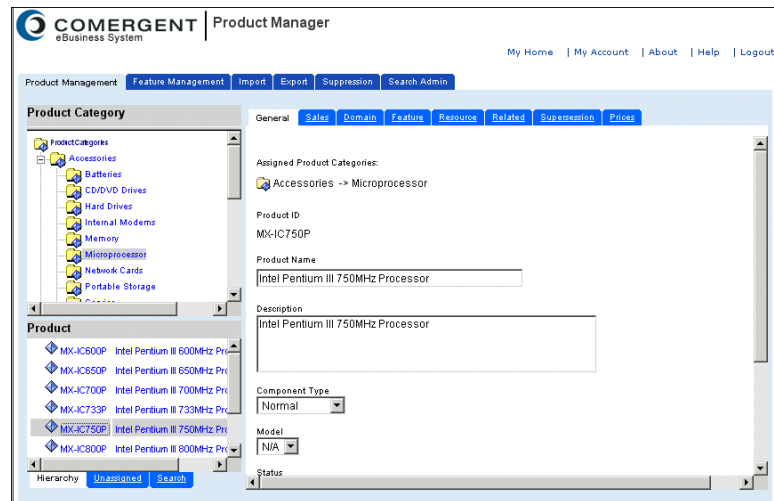 COMERGENT
eBusiness System
Product Manager
My Home | My Account | About | Help | Logout
Product Management Feature Management Import Export Suppression Search Admin
Product Category
Product Categories
Accessories
Batteries
CD/DVD Drives
Hard Drives
Internal Modems
Memory
Microprocessor
Network Cards
Portable Storage
Product
MX-IC600P Intel Pentium III 600MHz Pro
MX-IC650P Intel Pentium III 650MHz Pro
MX-IC700P Intel Pentium III 700MHz Pro
MX-IC733P Intel Pentium III 733MHz Pro
MX-IC750P Intel Pentium III 750MHz Pro
MX-IC800P Intel Pentium III 800MHz Pro
Hierarchy Unassigned Search
General Sales Domain Feature Resource Related Supersession Prices
Assigned Product Categories:
Accessories -> Microprocessor
Product ID
MX-IC750P
Product Name
Intel Pentium III 750MHz Processor
Description
Intel Pentium III 750MHz Processor
Component Type
Normal
Model
N/A
Status